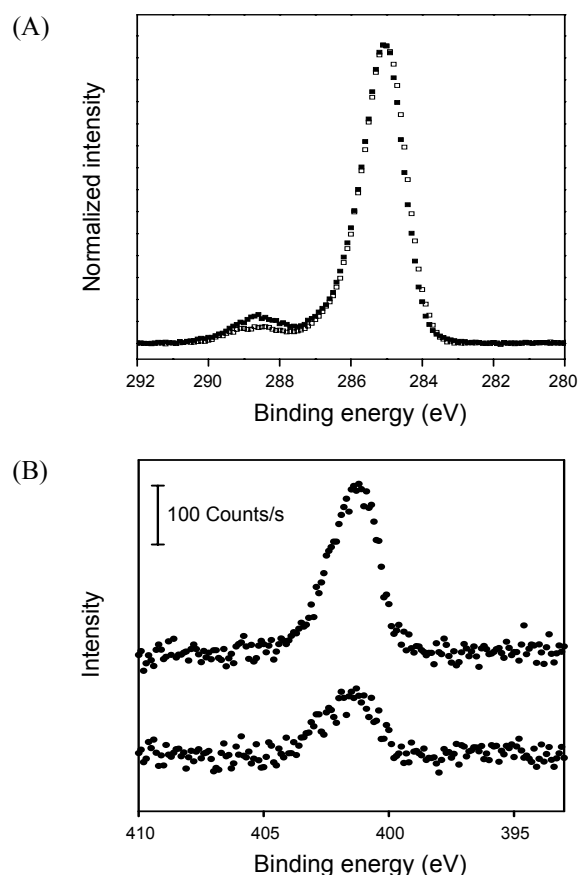 (A)
Normalized intensity
292 290 288 286 284 282 280
Binding energy (eV)
(B)
100 Counts/s
Intensity
410 405 400 395
Binding energy (eV)